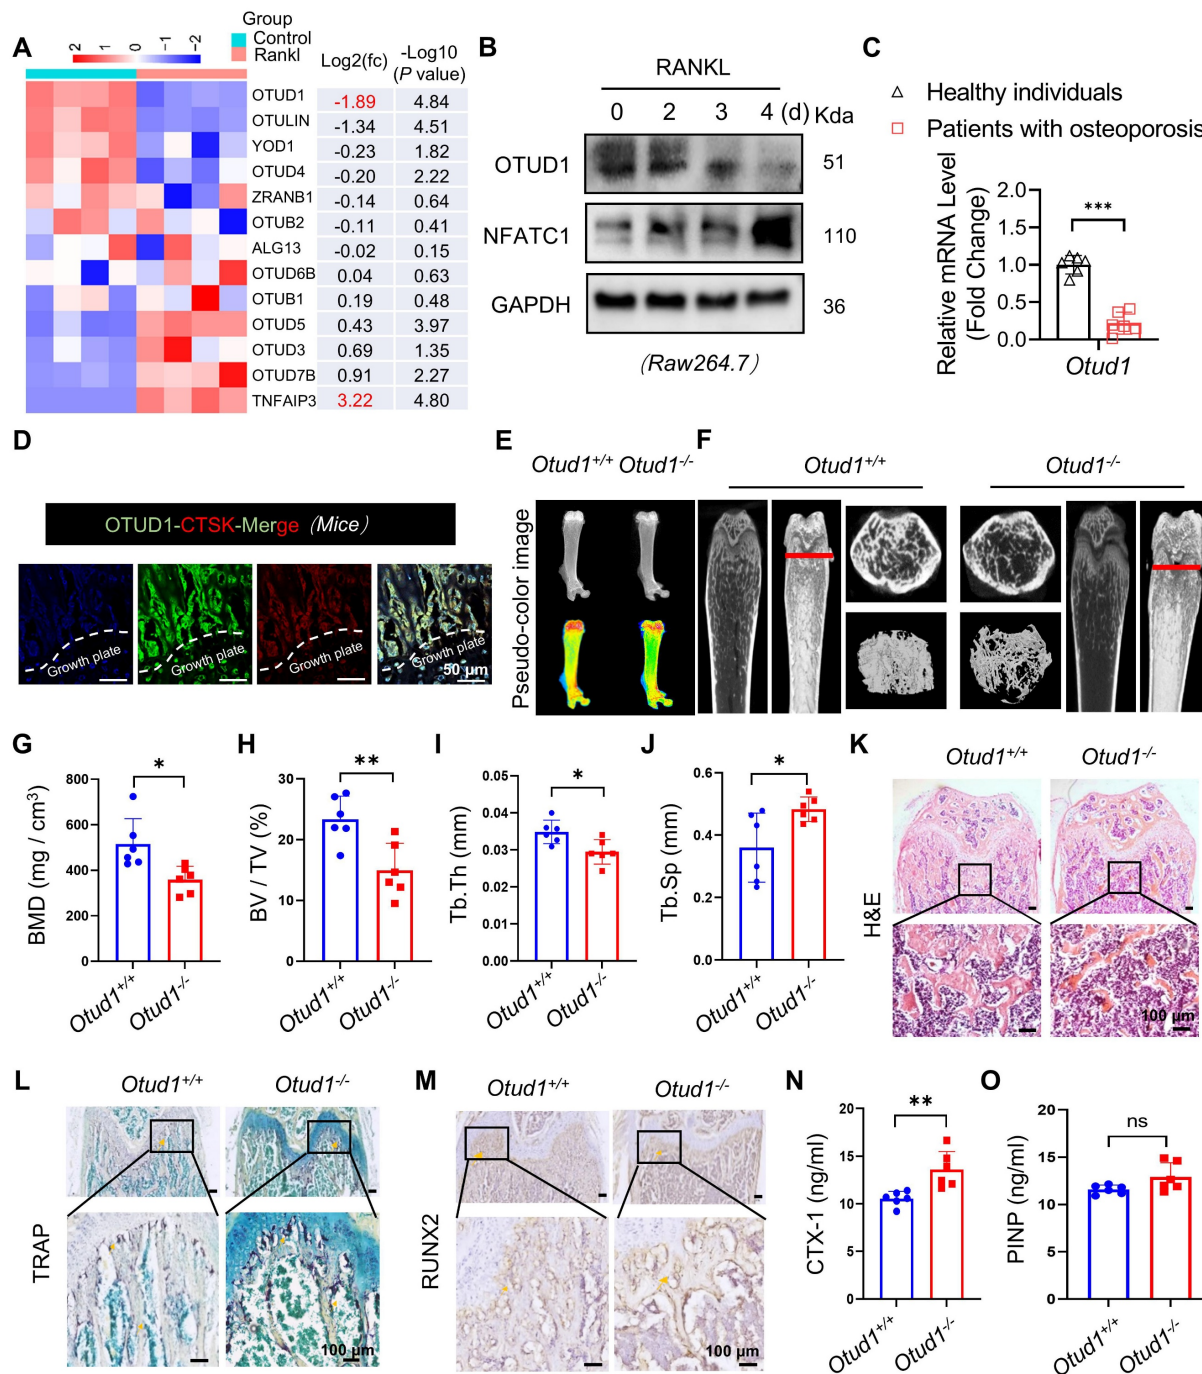 A
Group
Control
Rankl
2 1 0 -1 -2
Log2(fc)
-Log10
(P value)
OTUD1 -1.89 4.84
OTULIN -1.34 4.51
YOD1 -0.23 1.82
OTUD4 -0.20 2.22
ZRANB1 -0.14 0.64
OTUB2 -0.11 0.41
ALG13 -0.02 0.15
OTUD6B 0.04 0.63
OTUB1 0.19 0.48
OTUD5 0.43 3.97
OTUD3 0.69 1.35
OTUD7B 0.91 2.27
TNFAIP3 3.22 4.80
B
RANKL
0 2 3 4 (d) Kda
OTUD1 51
NFATC1 110
GAPDH 36
(Raw264.7)
C
Healthy individuals
Patients with osteoporosis
Relative mRNA Level
(Fold Change)
2.0
1.5
1.0
0.5
0.0
***
Otud1
D
OTUD1-CTSK-Merge (Mice)
Growth plate
Growth plate
Growth plate
Growth plate
50 μm
E
Otud1+/+ Otud1-/-
Pseudo-color image
F
Otud1+/+
Otud1-/-
G
BMD (mg / cm3)
800
600
400
200
0
*
Otud1+/+
Otud1-/-
H
BV / TV (%)
30
20
10
0
**
Otud1+/+
Otud1-/-
I
Tb.Th (mm)
0.05
0.04
0.03
0.02
0.01
0.00
*
Otud1+/+
Otud1-/-
J
Tb.Sp (mm)
0.6
0.4
0.2
0.0
*
Otud1+/+
Otud1-/-
K
Otud1+/+
Otud1-/-
H&E
100 μm
L
Otud1+/+
Otud1-/-
TRAP
100 μm
M
Otud1+/+
Otud1-/-
RUNX2
100 μm
N
CTX-1 (ng/ml)
20
15
10
5
0
**
Otud1+/+
Otud1-/-
O
PINP (ng/ml)
20
15
10
5
0
ns
Otud1+/+
Otud1-/-